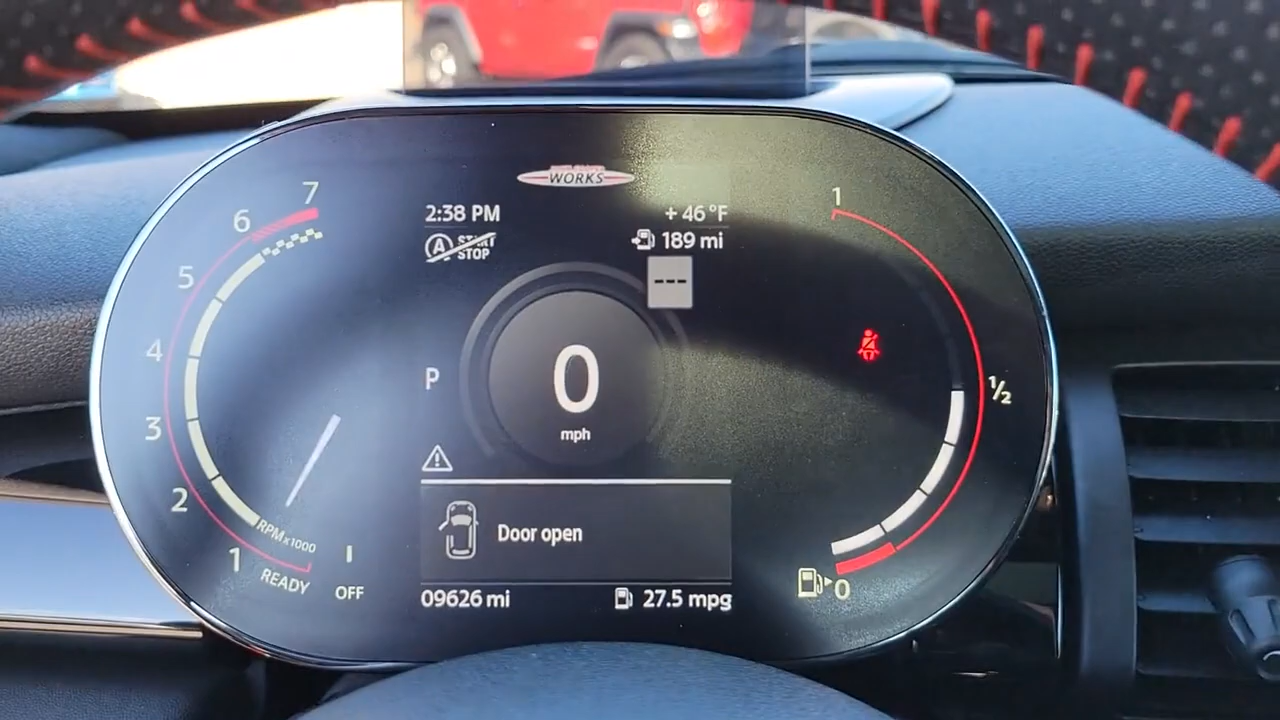 WORKS
2:38 PM
+ 46 °F
A START STOP
189 mi
---
7
6
5
4
3
2
1
RPM x1000
READY
OFF
P
0
mph
Door open
09626 mi
27.5 mpg
1
1/2
0